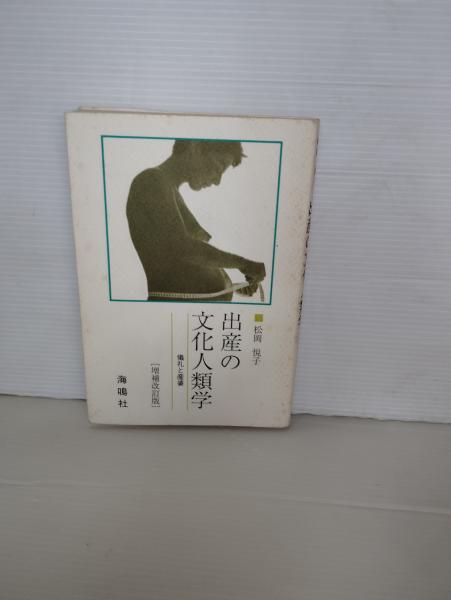 松岡 悦子
出産の
文化人類学
儀礼と産婆
[増補改訂版]
海鳴社